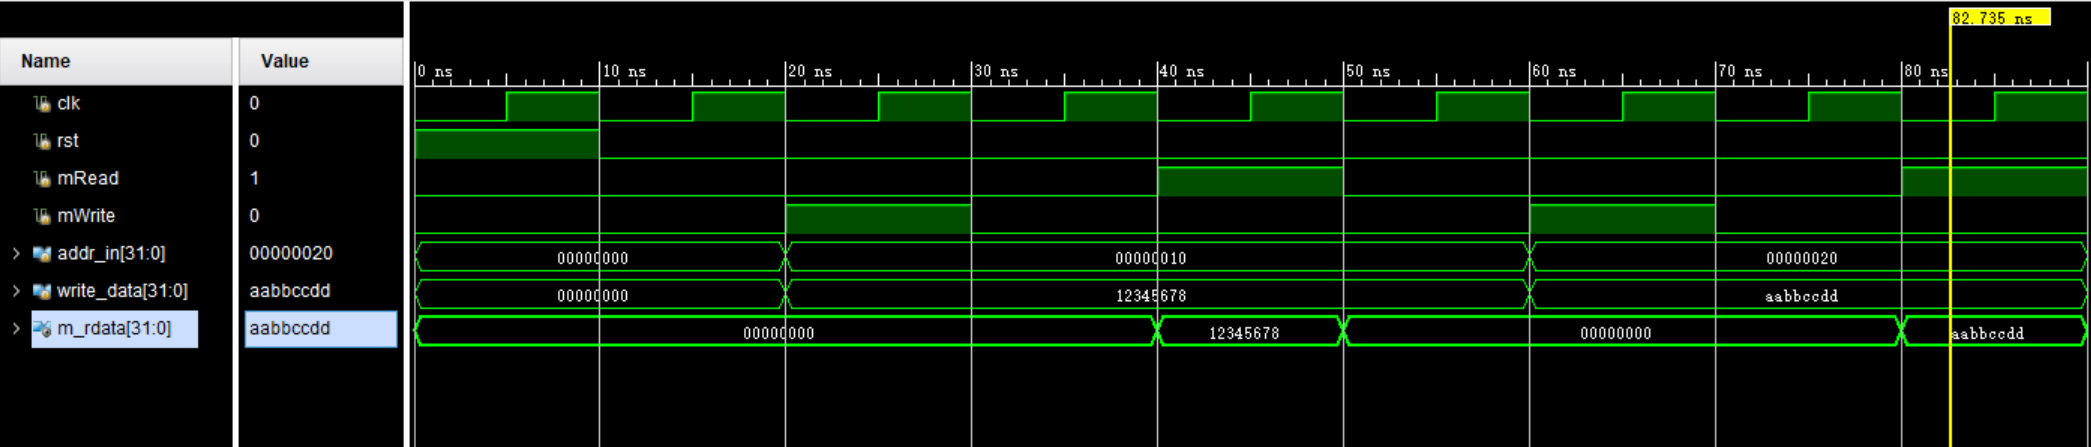 82.735 ns
Name Value
0 ns 10 ns 20 ns 30 ns 40 ns 50 ns 60 ns 70 ns 80 ns
clk 0
rst 0
mRead 1
mWrite 0
addr_in[31:0] 00000020 00000000 00000010 00000020
write_data[31:0] aabbccdd 00000000 12345678 aabbccdd
m_rdata[31:0] aabbccdd 00000000 12345678 00000000 aabbccdd